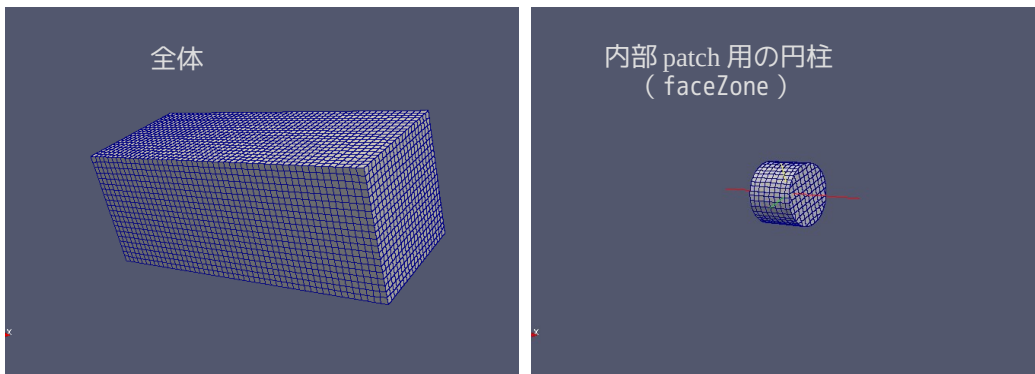 全体
内部 patch 用の円柱
（ faceZone ）
x
x